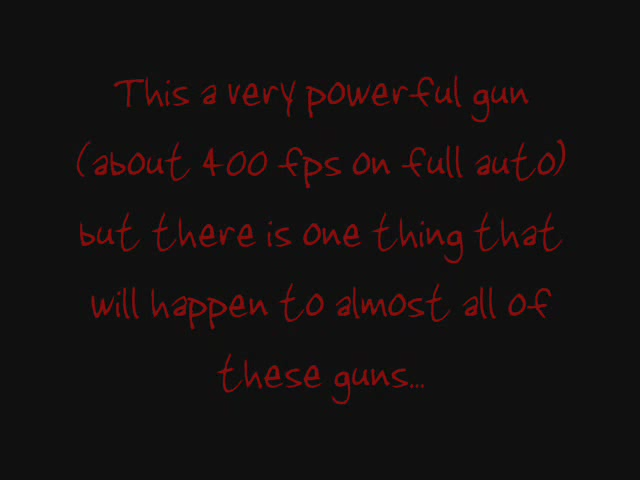 This a very powerful gun
(about 400 fps on full auto)
but there is one thing that
will happen to almost all of
these guns...